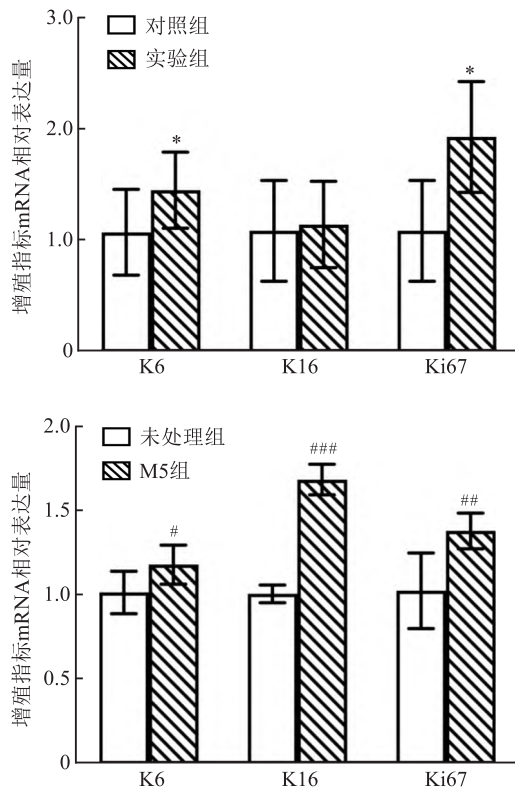 3.0
对照组
实验组
2.0
1.0
0
增殖指标mRNA相对表达量
*
*
K6 K16 Ki67
2.0
未处理组
M5组
1.5
1.0
0.5
0
增殖指标mRNA相对表达量
#
###
##
K6 K16 Ki67